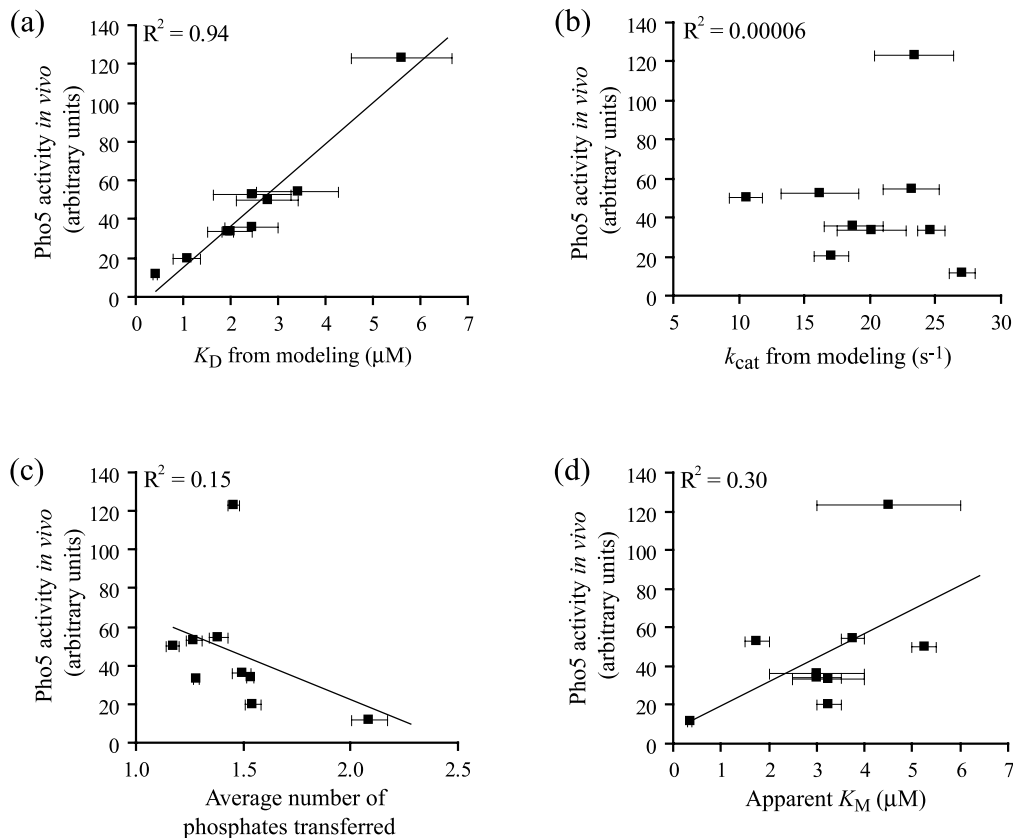 (a)
R² = 0.94
Pho5 activity in vivo
(arbitrary units)
140
120
100
80
60
40
20
0
0 1 2 3 4 5 6 7
K_D from modeling (μM)
(b)
R² = 0.00006
Pho5 activity in vivo
(arbitrary units)
140
120
100
80
60
40
20
0
5 10 15 20 25 30
k_cat from modeling (s⁻¹)
(c)
R² = 0.15
Pho5 activity in vivo
(arbitrary units)
140
120
100
80
60
40
20
0
1.0 1.5 2.0 2.5
Average number of
phosphates transferred
(d)
R² = 0.30
Pho5 activity in vivo
(arbitrary units)
140
120
100
80
60
40
20
0
0 1 2 3 4 5 6 7
Apparent K_M (μM)